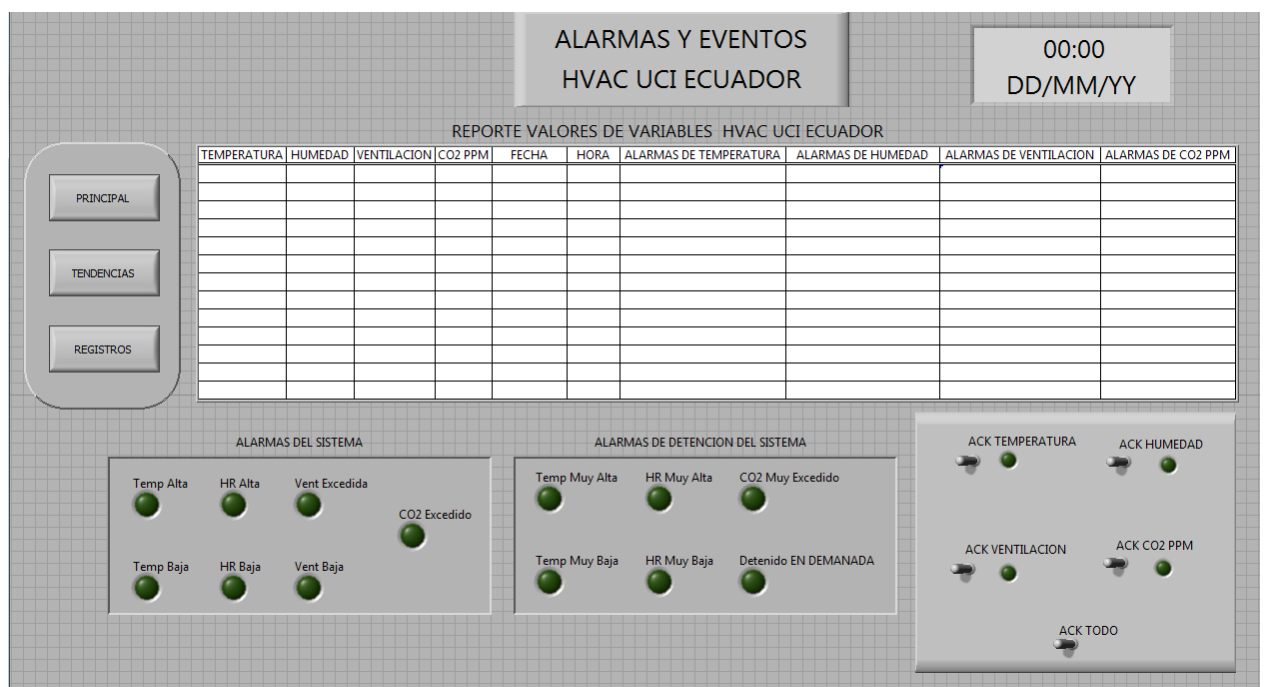 ALARMAS Y EVENTOS
HVAC UCI ECUADOR
00:00
DD/MM/YY
REPORTE VALORES DE VARIABLES HVAC UCI ECUADOR
TEMPERATURA HUMEDAD VENTILACION CO2 PPM FECHA HORA ALARMAS DE TEMPERATURA ALARMAS DE HUMEDAD ALARMAS DE VENTILACION ALARMAS DE CO2 PPM
PRINCIPAL
TENDENCIAS
REGISTROS
ALARMAS DEL SISTEMA
Temp Alta HR Alta Vent Excedida
CO2 Excedido
Temp Baja HR Baja Vent Baja
ALARMAS DE DETENCION DEL SISTEMA
Temp Muy Alta HR Muy Alta CO2 Muy Excedido
Temp Muy Baja HR Muy Baja Detenido EN DEMANADA
ACK TEMPERATURA ACK HUMEDAD
ACK VENTILACION ACK CO2 PPM
ACK TODO